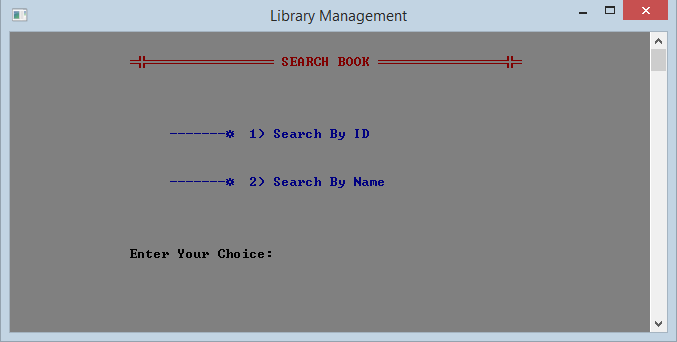 Library Management
SEARCH BOOK
-------* 1) Search By ID
-------* 2) Search By Name
Enter Your Choice: